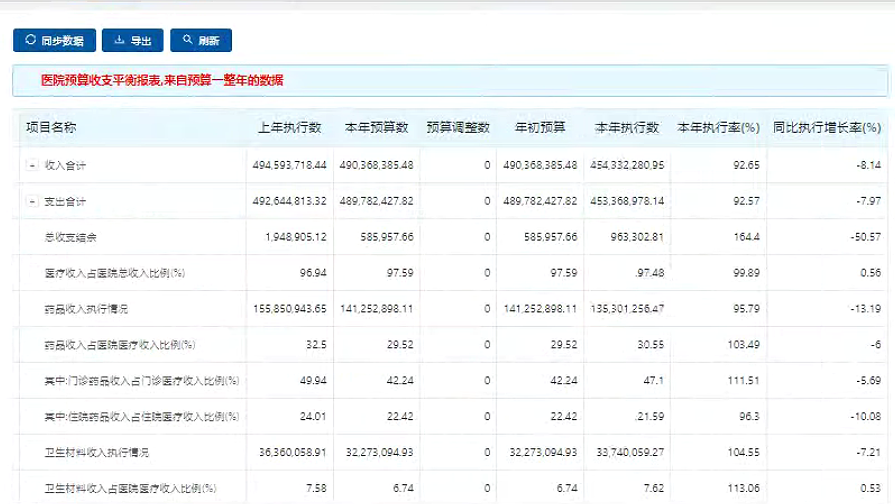 同步数据 导出 刷新
医院预算收支平衡报表,来自预算一整年的数据
项目名称 上年执行数 本年预算数 预算调整数 年初预算 本年执行数 本年执行率(%) 同比执行增长率(%)
- 收入合计 494,593,718.44 490,368,385.48 0 490,368,385.48 454,332,280.95 92.65 -8.14
- 支出合计 492,644,813.32 489,782,427.82 0 489,782,427.82 453,368,978.14 92.57 -7.97
总收支结余 1,948,905.12 585,957.66 0 585,957.66 963,302.81 164.4 -50.57
医疗收入占医院总收入比例(%) 96.94 97.59 0 97.59 97.48 99.89 0.56
药品收入执行情况 155,850,943.65 141,252,898.11 0 141,252,898.11 135,301,256.47 95.79 -13.19
药品收入占医院医疗收入比例(%) 32.5 29.52 0 29.52 30.55 103.49 -6
其中:门诊药品收入占门诊医疗收入比例(%) 49.94 42.24 0 42.24 47.1 111.51 -5.69
其中:住院药品收入占住院医疗收入比例(%) 24.01 22.42 0 22.42 21.59 96.3 -10.08
卫生材料收入执行情况 36,360,058.91 32,273,094.93 0 32,273,094.93 33,740,059.27 104.55 -7.21
卫生材料收入占医院医疗收入比例(%) 7.58 6.74 0 6.74 7.62 113.06 0.53